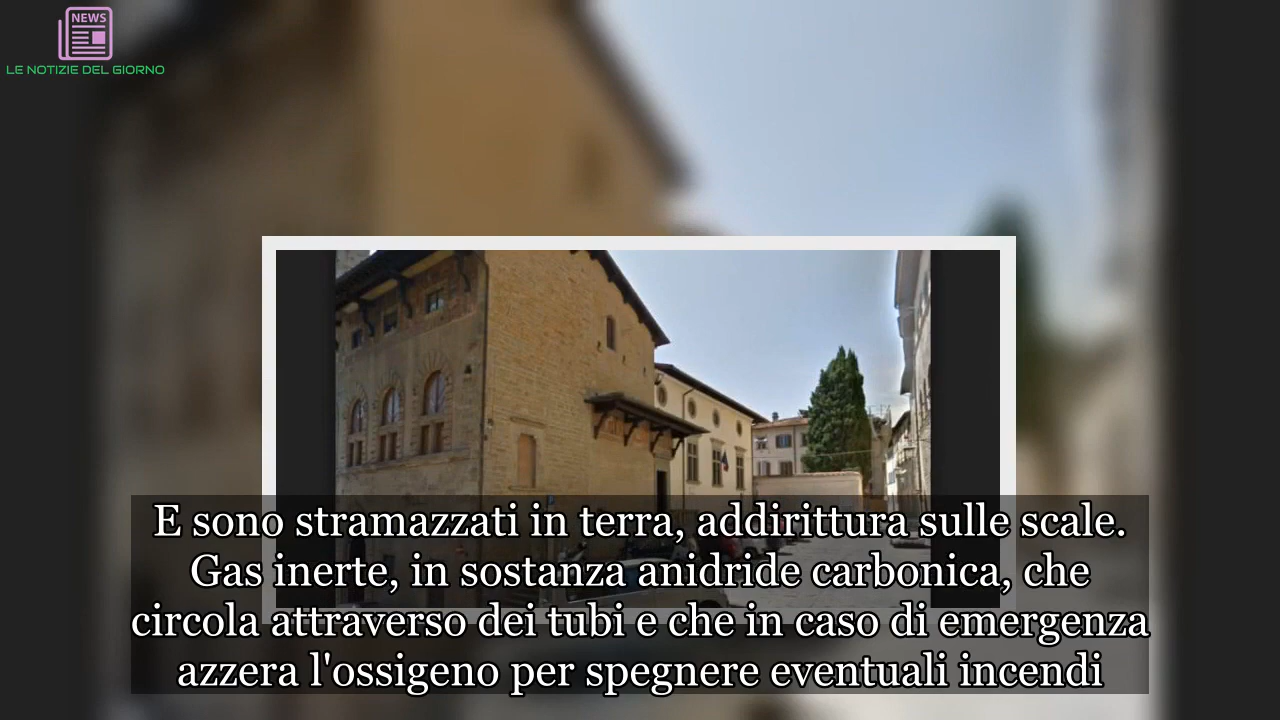 NEWS
LE NOTIZIE DEL GIORNO
E sono stramazzati in terra, addirittura sulle scale.
Gas inerte, in sostanza anidride carbonica, che
circola attraverso dei tubi e che in caso di emergenza
azzera l'ossigeno per spegnere eventuali incendi